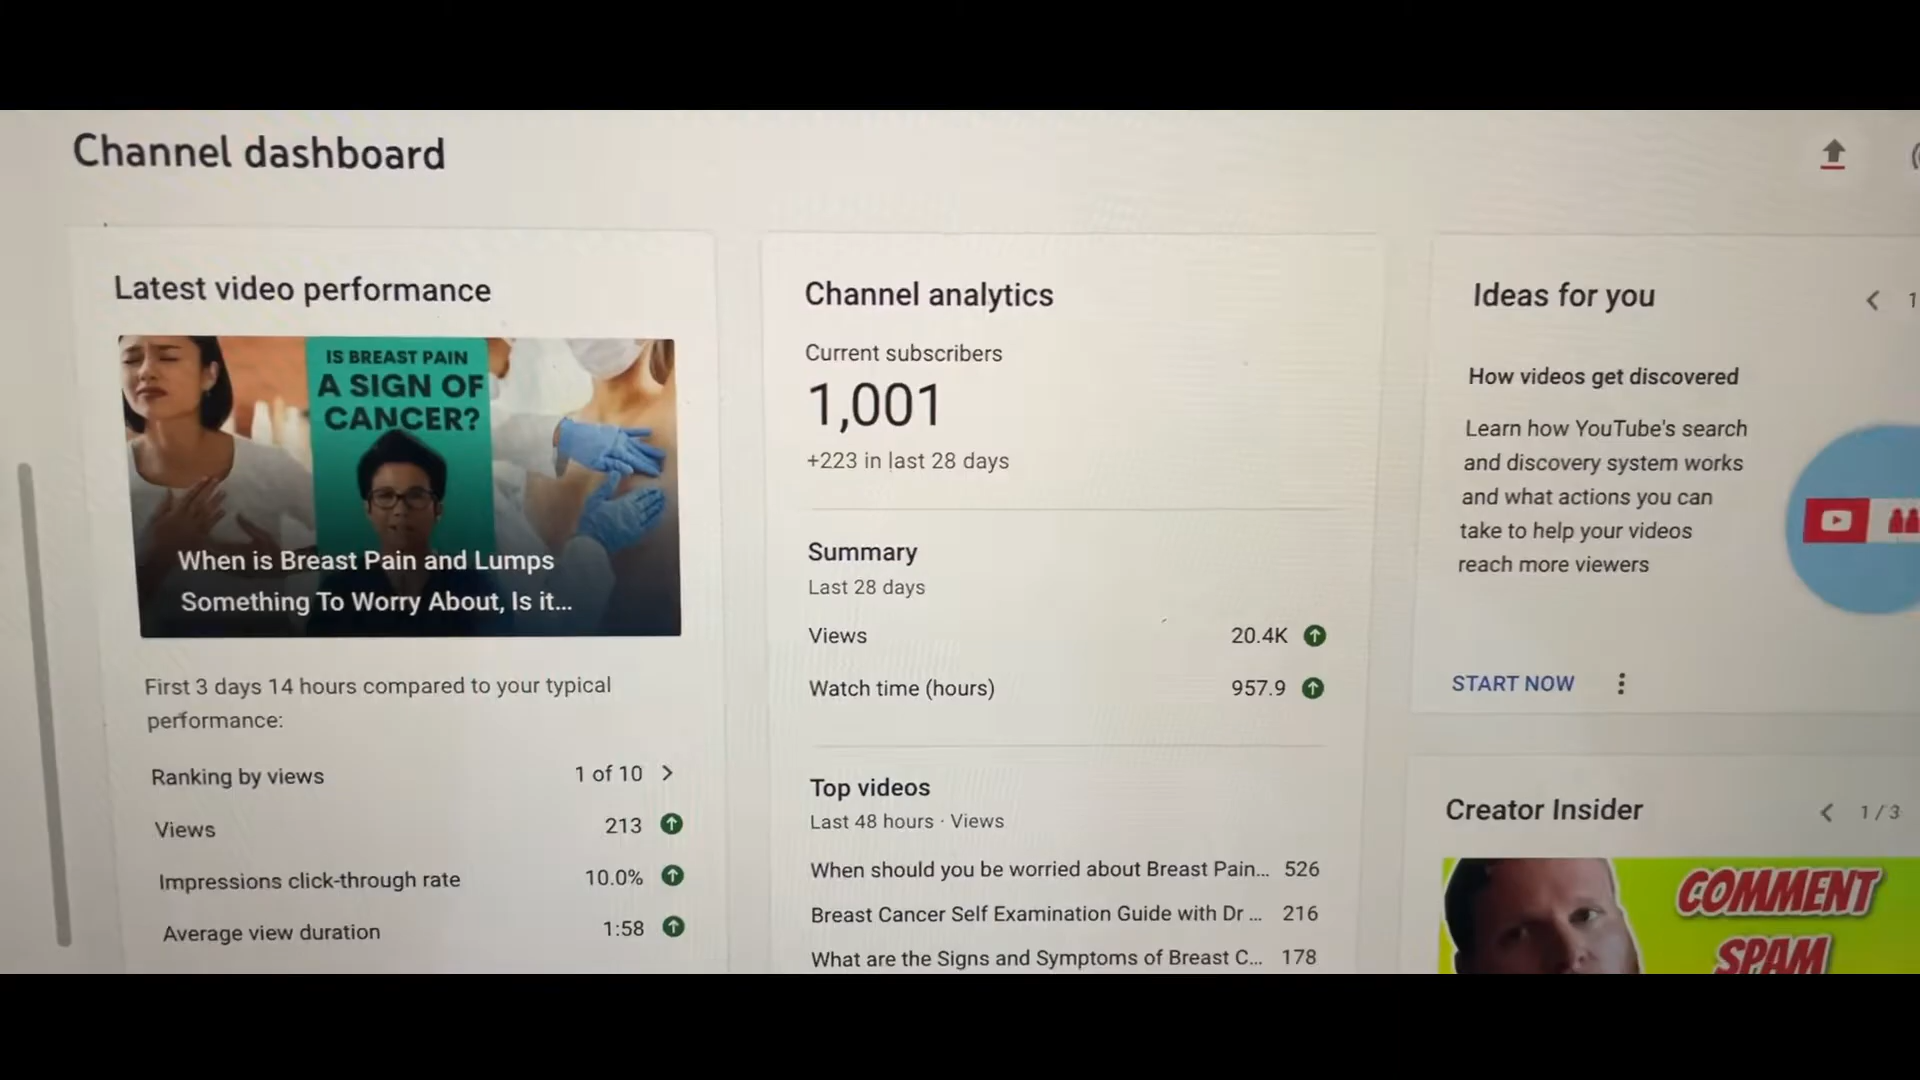 Channel dashboard
Latest video performance
IS BREAST PAIN
A SIGN OF
CANCER?
When is Breast Pain and Lumps
Something To Worry About, Is it...
First 3 days 14 hours compared to your typical
performance:
Ranking by views 1 of 10
Views 213
Impressions click-through rate 10.0%
Average view duration 1:58
Channel analytics
Current subscribers
1,001
+223 in last 28 days
Summary
Last 28 days
Views 20.4K
Watch time (hours) 957.9
Top videos
Last 48 hours · Views
When should you be worried about Breast Pain... 526
Breast Cancer Self Examination Guide with Dr ... 216
What are the Signs and Symptoms of Breast C... 178
Ideas for you
1
How videos get discovered
Learn how YouTube's search
and discovery system works
and what actions you can
take to help your videos
reach more viewers
START NOW
Creator Insider 1 / 3
COMMENT
SPAM